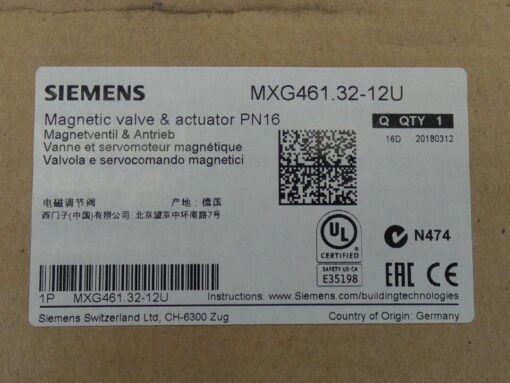 SIEMENS MXG461.32-12U
Magnetic valve & actuator PN16
Magnetventil & Antrieb
Vanne et servomoteur magnétique
Valvola e servocomando magnetici
Q QTY 1
16D 20180312
电磁调节阀 产地: 德国
西门子(中国)有限公司, 北京望京中环南路7号
UL
CERTIFIED
SAFETY US CA
E35198
N474
EAC CE
1P MXG461.32-12U
Instructions: www.Siemens.com/buildingtechnologies
Siemens Switzerland Ltd, CH-6300 Zug
Country of Origin: Germany